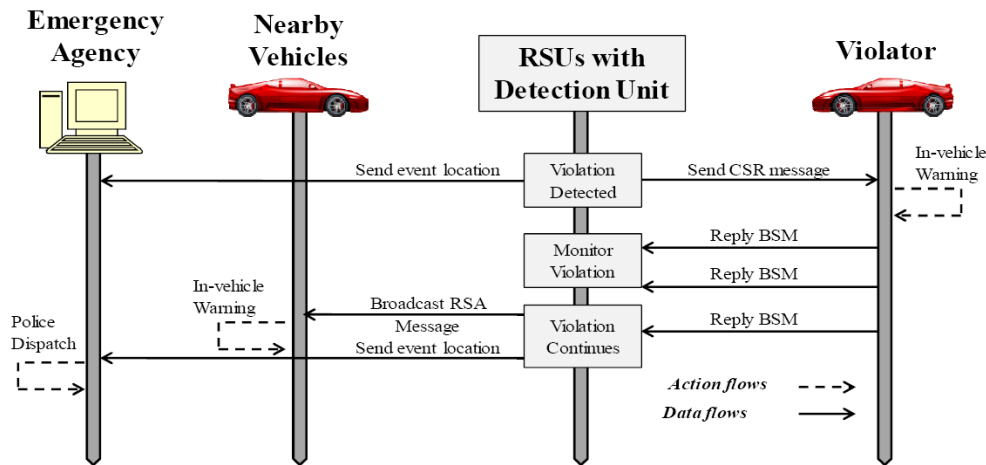 Emergency
Agency
Nearby
Vehicles
RSUs with
Detection Unit
Violator
Send event location
Violation
Detected
Send CSR message
In-vehicle
Warning
Reply BSM
Monitor
Violation
Reply BSM
In-vehicle
Warning
Broadcast RSA
Message
Violation
Continues
Reply BSM
Police
Dispatch
Send event location
Action flows
Data flows